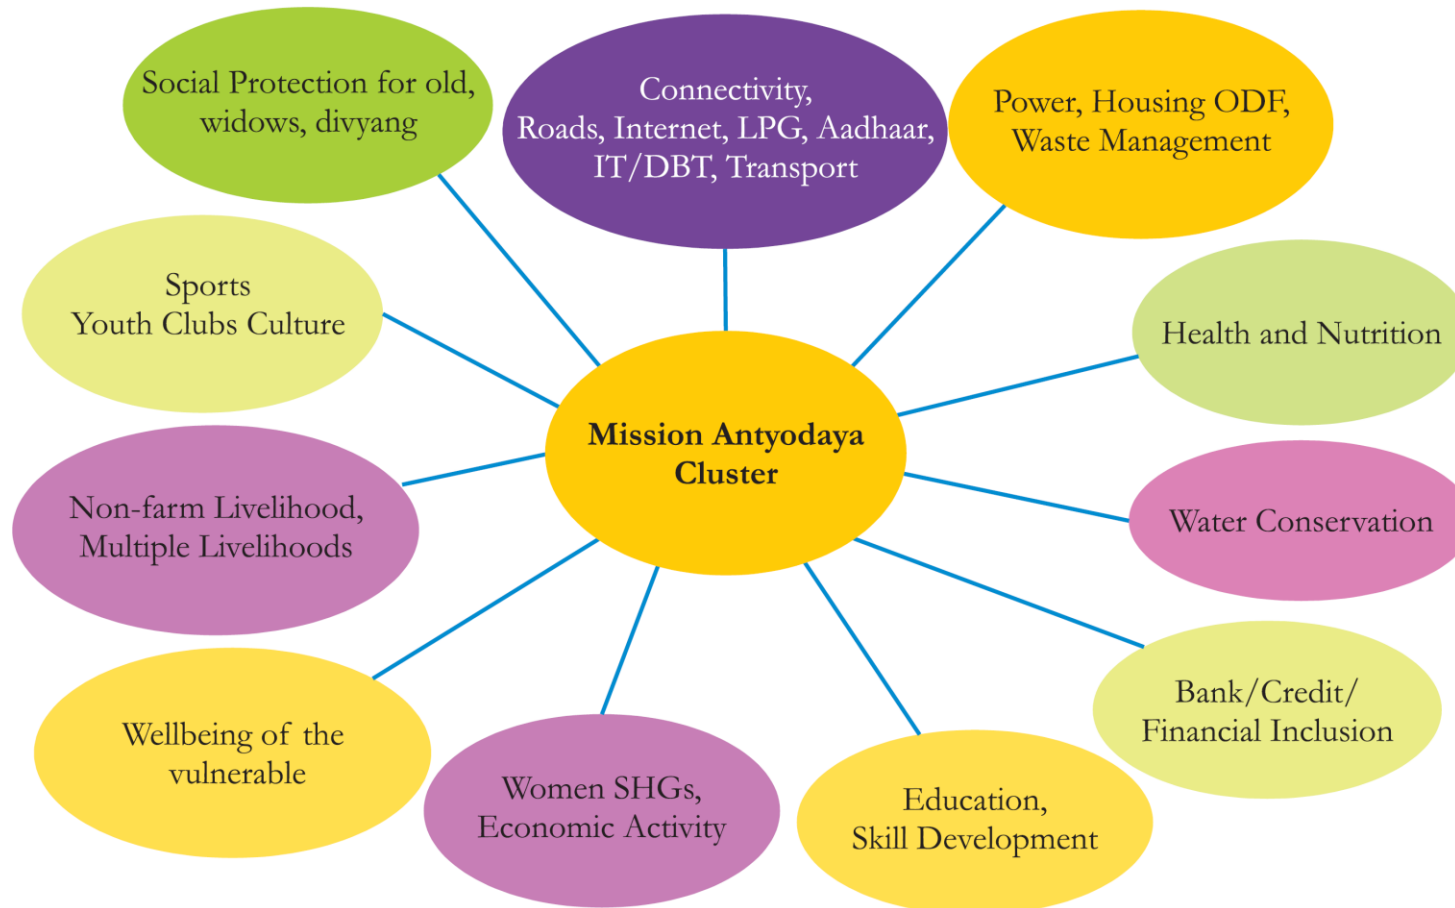 Social Protection for old,
widows, divyang
Connectivity,
Roads, Internet, LPG, Aadhaar,
IT/DBT, Transport
Power, Housing ODF,
Waste Management
Sports
Youth Clubs Culture
Health and Nutrition
Mission Antyodaya
Cluster
Non-farm Livelihood,
Multiple Livelihoods
Water Conservation
Wellbeing of the
vulnerable
Women SHGs,
Economic Activity
Education,
Skill Development
Bank/Credit/
Financial Inclusion